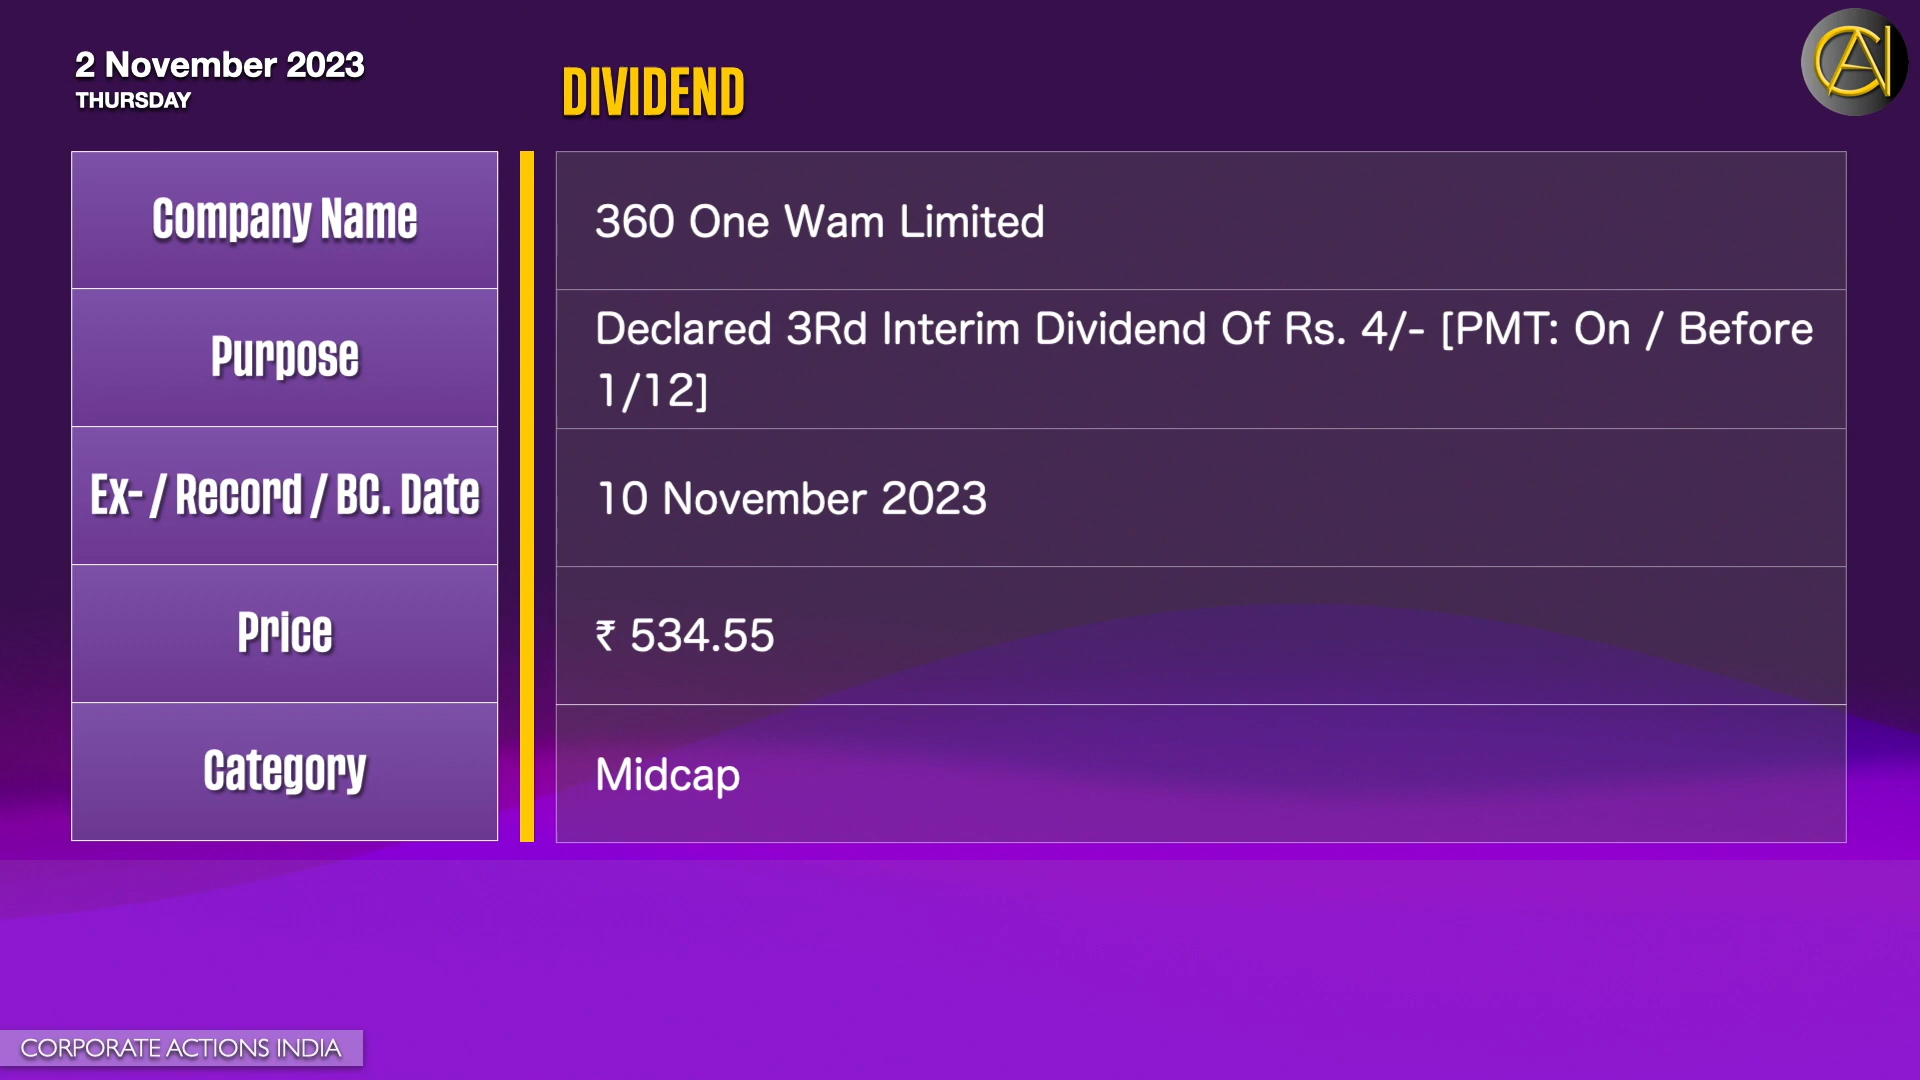 2 November 2023
THURSDAY
DIVIDEND
CAI
Company Name
360 One Wam Limited
Purpose
Declared 3Rd Interim Dividend Of Rs. 4/- [PMT: On / Before
1/12]
Ex- / Record / BC. Date
10 November 2023
Price
₹ 534.55
Category
Midcap
CORPORATE ACTIONS INDIA